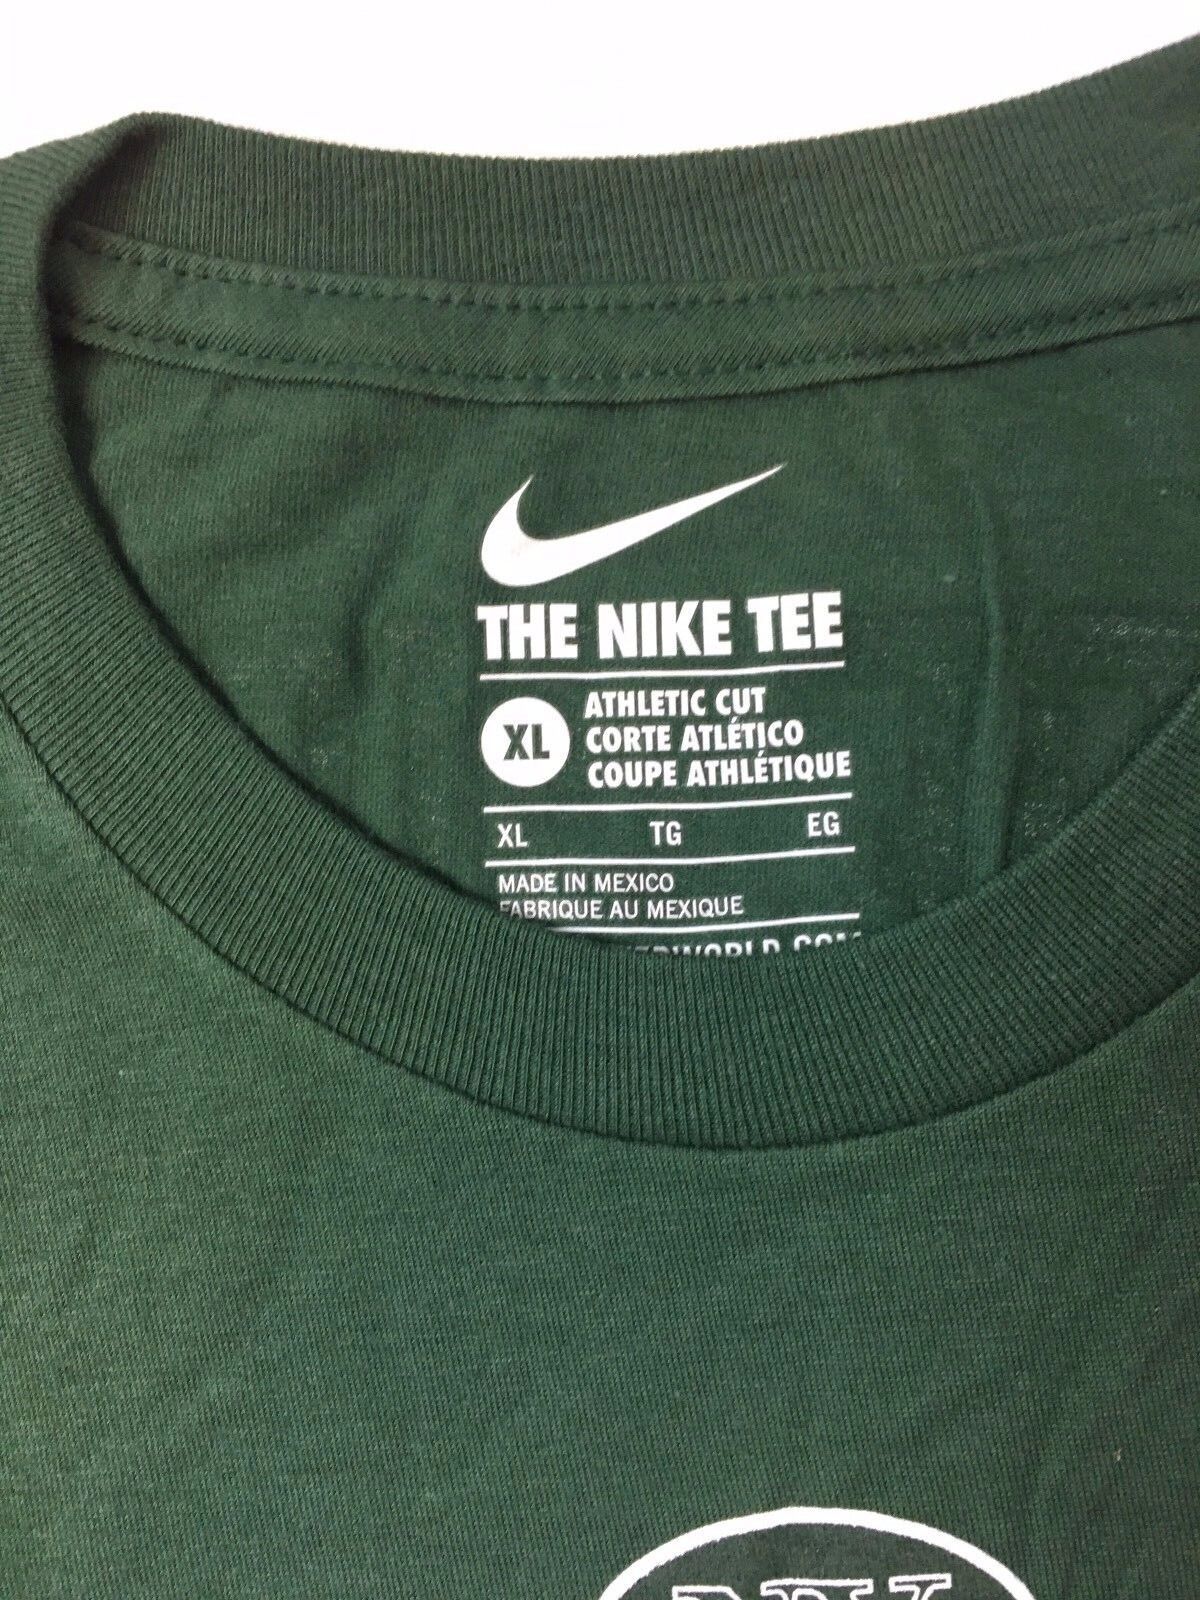 THE NIKE TEE
XL
ATHLETIC CUT
CORTE ATLÉTICO
COUPE ATHLÉTIQUE
XL TG EG
MADE IN MEXICO
FABRIQUE AU MEXIQUE
NY